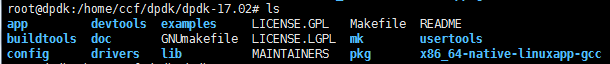 root@dpdk:/home/ccf/dpdk/dpdk-17.02# ls
app devtools examples LICENSE.GPL Makefile README
buildtools doc GNUmakefile LICENSE.LGPL mk usertools
config drivers lib MAINTAINERS pkg x86_64-native-linuxapp-gcc